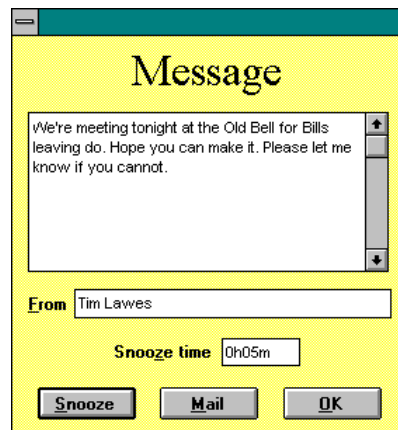 Message
We're meeting tonight at the Old Bell for Bills
leaving do. Hope you can make it. Please let me
know if you cannot.
From Tim Lawes
Snooze time 0h05m
Snooze Mail OK